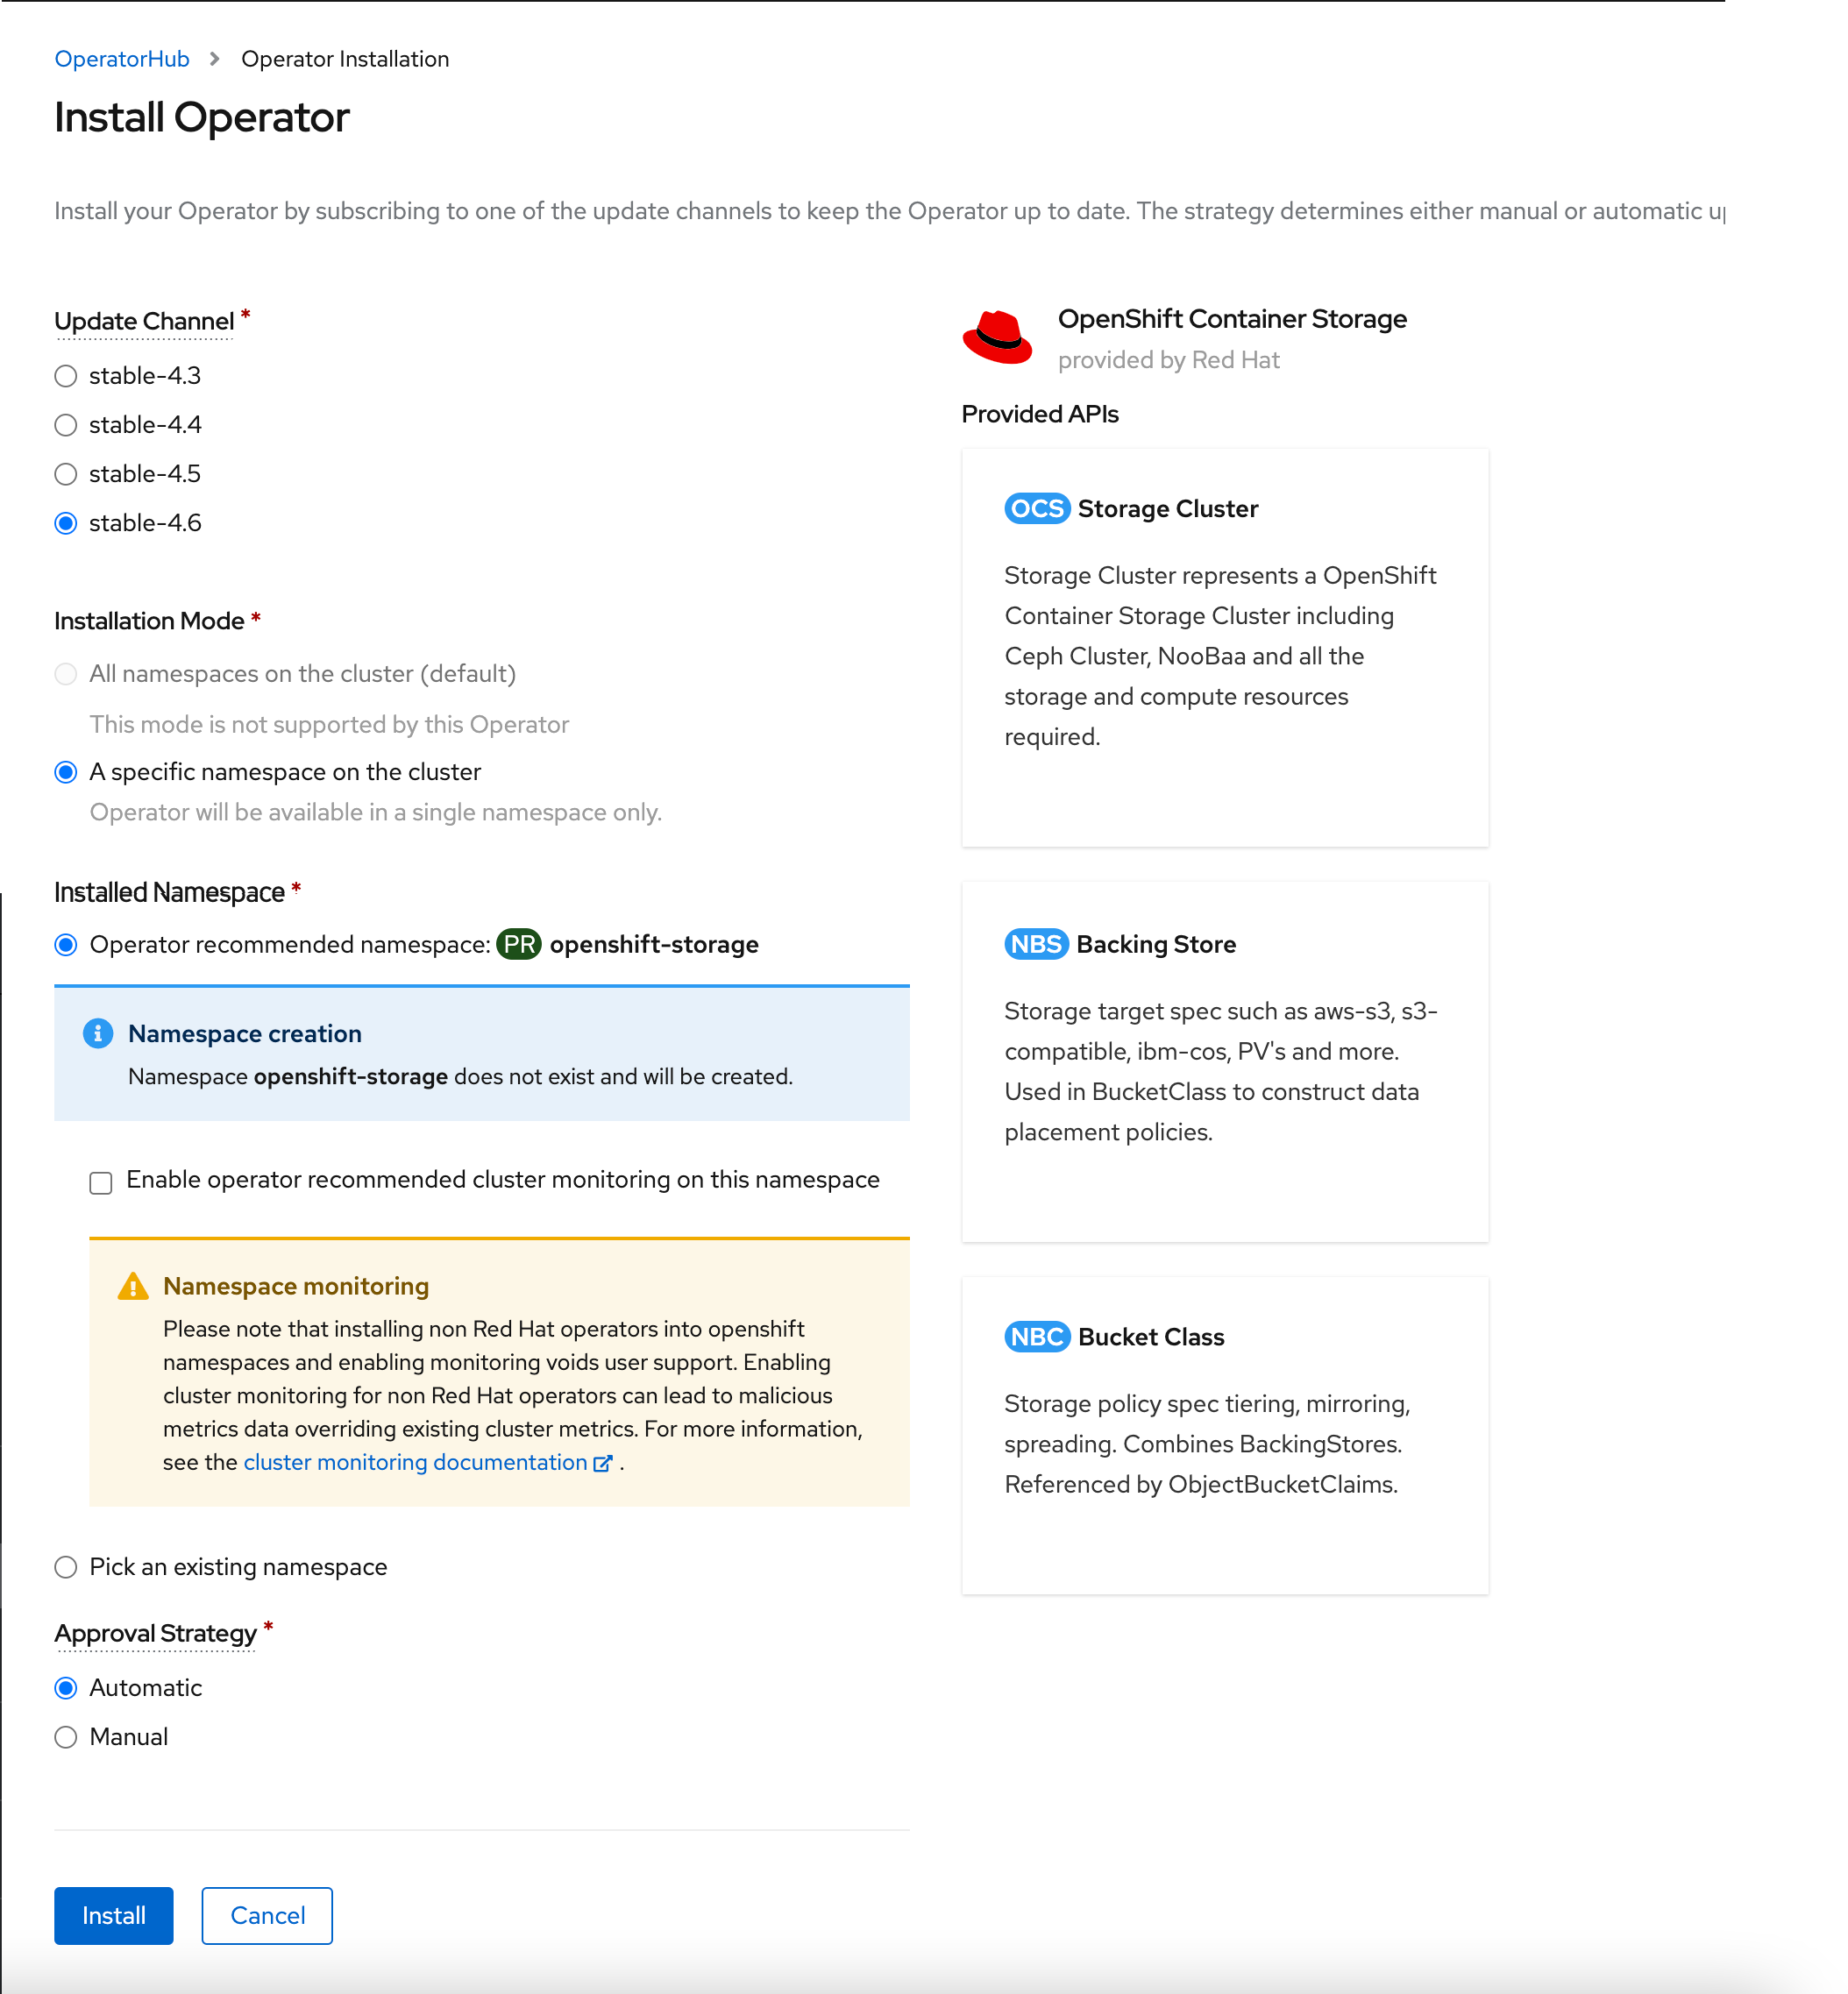 OperatorHub > Operator Installation
Install Operator
Install your Operator by subscribing to one of the update channels to keep the Operator up to date. The strategy determines either manual or automatic
Update Channel *
stable-4.3
stable-4.4
stable-4.5
stable-4.6
Installation Mode *
All namespaces on the cluster (default)
This mode is not supported by this Operator
A specific namespace on the cluster
Operator will be available in a single namespace only.
Installed Namespace *
Operator recommended namespace: PR openshift-storage
Namespace creation
Namespace openshift-storage does not exist and will be created.
Enable operator recommended cluster monitoring on this namespace
Namespace monitoring
Please note that installing non Red Hat operators into openshift
namespaces and enabling monitoring voids user support. Enabling
cluster monitoring for non Red Hat operators can lead to malicious
metrics data overriding existing cluster metrics. For more information,
see the cluster monitoring documentation .
Pick an existing namespace
Approval Strategy *
Automatic
Manual
Install
Cancel
OpenShift Container Storage
provided by Red Hat
Provided APIs
OCS Storage Cluster
Storage Cluster represents a OpenShift
Container Storage Cluster including
Ceph Cluster, NooBaa and all the
storage and compute resources
required.
NBS Backing Store
Storage target spec such as aws-s3, s3-
compatible, ibm-cos, PV's and more.
Used in BucketClass to construct data
placement policies.
NBC Bucket Class
Storage policy spec tiering, mirroring,
spreading. Combines BackingStores.
Referenced by ObjectBucketClaims.